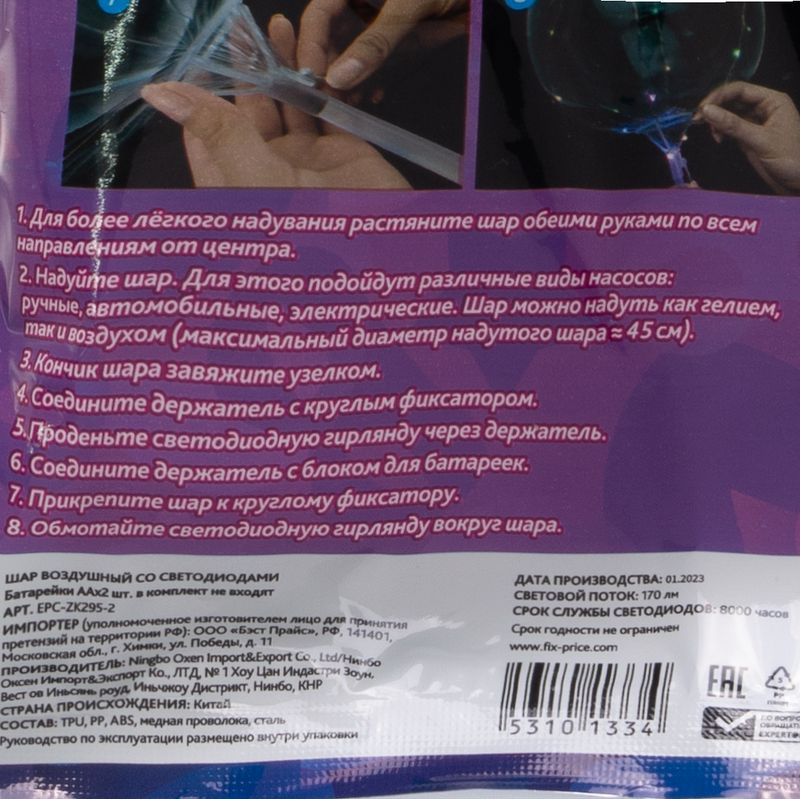 1. Для более лёгкого надувания растяните шар обеими руками по всем
направлениям от центра.
2. Надуйте шар. Для этого подойдут различные виды насосов:
ручные, автомобильные, электрические. Шар можно надуть как гелием,
так и воздухом (максимальный диаметр надутого шара ≈ 45 см).
3. Кончик шара завяжите узелком.
4. Соедините держатель с круглым фиксатором.
5. Проденьте светодиодную гирлянду через держатель.
6. Соедините держатель с блоком для батареек.
7. Прикрепите шар к круглому фиксатору.
8. Обмотайте светодиодную гирлянду вокруг шара.
ШАР ВОЗДУШНЫЙ СО СВЕТОДИОДАМИ
Батарейки ААх2 шт. в комплект не входят
АРТ. EPC-ZK295-2
ИМПОРТЕР (уполномоченное изготовителем лицо для принятия
претензий на территории РФ): ООО «Бэст Прайс», РФ, 141401,
Московская обл., г. Химки, ул. Победы, д. 11
ПРОИЗВОДИТЕЛЬ: Ningbo Oxen Import&Export Co., Ltd/Нинбо
Оксен Импорт&Экспорт Ко., ЛТД, № 1 Хоу Цан Индастри Зоун,
Вест ов Иньсянь роуд, Иньчжоу Дистрикт, Нинбо, КНР
СТРАНА ПРОИСХОЖДЕНИЯ: Китай
СОСТАВ: TPU, PP, ABS, медная проволока, сталь
Руководство по эксплуатации размещено внутри упаковки
ДАТА ПРОИЗВОДСТВА: 01.2023
СВЕТОВОЙ ПОТОК: 170 лм
СРОК СЛУЖБЫ СВЕТОДИОДОВ: 8000 часов
Срок годности не ограничен
www.fix-price.com
5310 1334
EAC
5